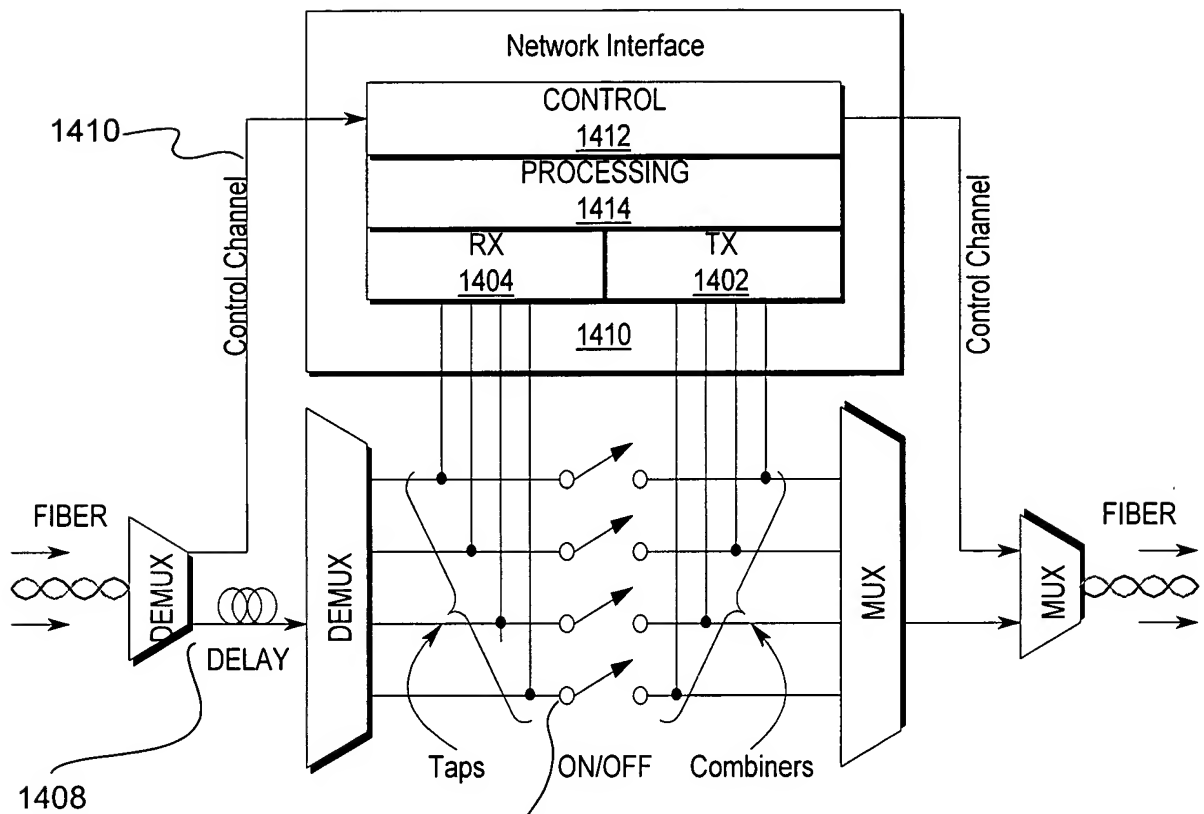 Network Interface
CONTROL
1412
1410
PROCESSING
1414
RX
1404
TX
1402
1410
Control Channel
Control Channel
FIBER
DEMUX
DELAY
DEMUX
MUX
MUX
FIBER
Taps
ON/OFF
Combiners
1408